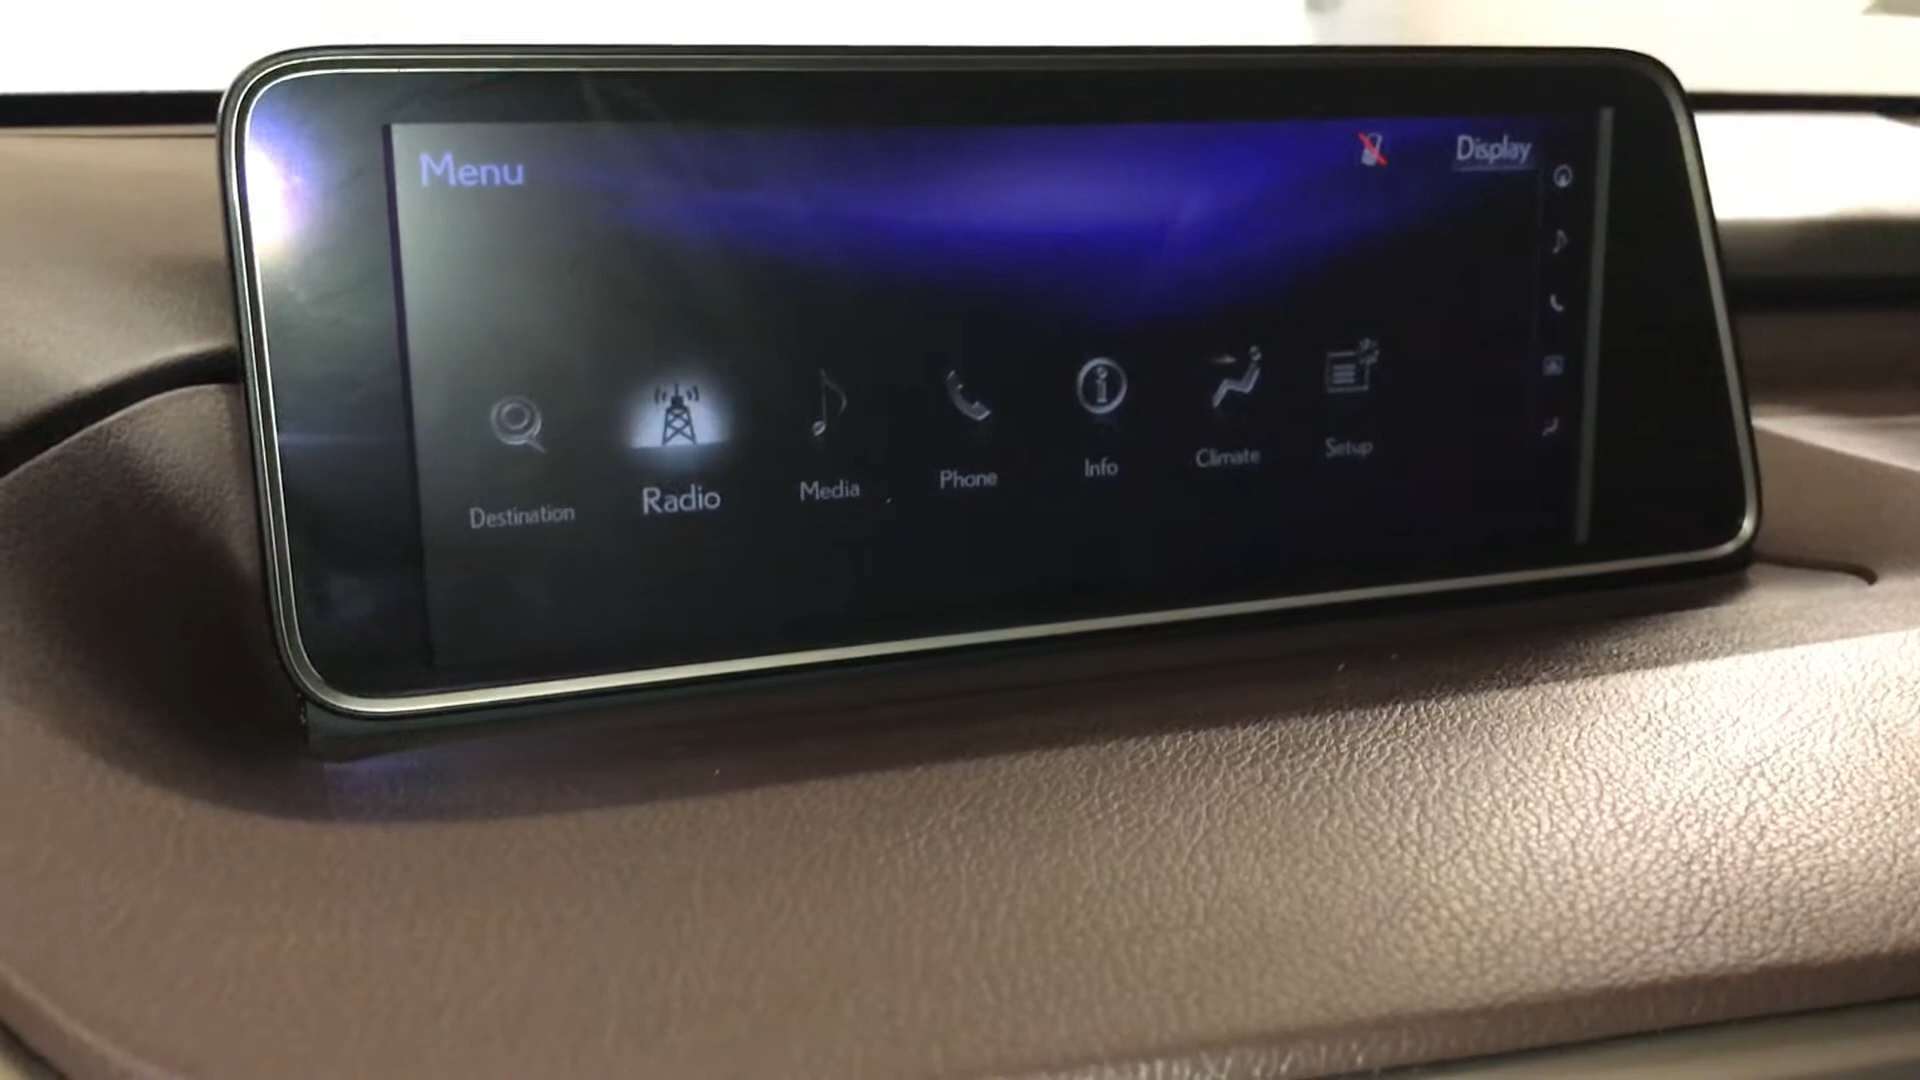 Menu
Display
Destination
Radio
Media
Phone
Info
Climate
Setup